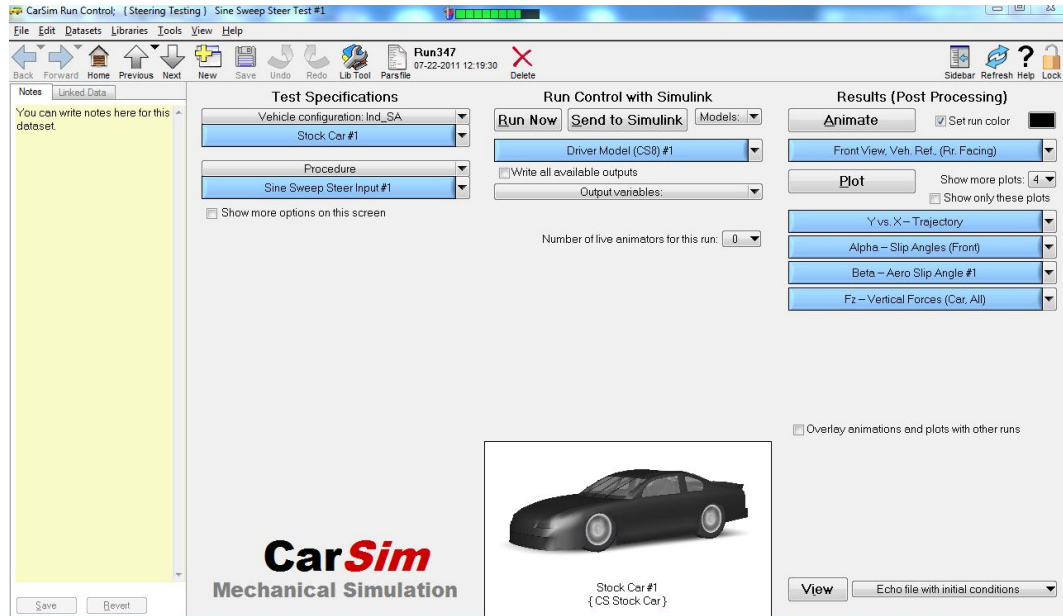 CarSim Run Control; { Steering Testing } Sine Sweep Steer Test #1
File Edit Datasets Libraries Tools View Help
Back Forward Home Previous Next New Save Undo Redo Lib Tool Parsfile
Run347
07-22-2011 12:19:30
Delete
Sidebar Refresh Help Lock
Notes Linked Data
You can write notes here for this
dataset.
Save Revert
Test Specifications
Vehicle configuration: Ind_SA
Stock Car #1
Procedure
Sine Sweep Steer Input #1
Show more options on this screen
CarSim
Mechanical Simulation
Run Control with Simulink
Run Now Send to Simulink Models:
Driver Model (CS8) #1
Write all available outputs
Output variables:
Number of live animators for this run: 0
Stock Car #1
{ CS Stock Car }
Results (Post Processing)
Animate Set run color
Front View, Veh. Ref., (Rr. Facing)
Plot Show more plots: 4
Show only these plots
Y vs. X – Trajectory
Alpha – Slip Angles (Front)
Beta – Aero Slip Angle #1
Fz – Vertical Forces (Car, All)
Overlay animations and plots with other runs
View Echo file with initial conditions